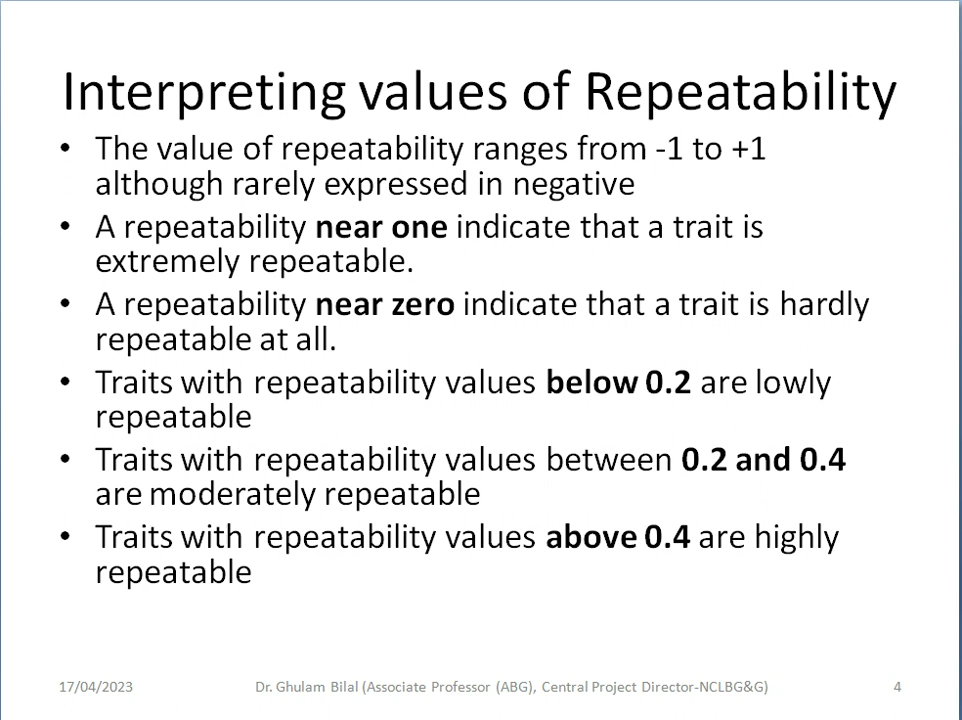 Interpreting values of Repeatability
• The value of repeatability ranges from -1 to +1
although rarely expressed in negative
• A repeatability near one indicate that a trait is
extremely repeatable.
• A repeatability near zero indicate that a trait is hardly
repeatable at all.
• Traits with repeatability values below 0.2 are lowly
repeatable
• Traits with repeatability values between 0.2 and 0.4
are moderately repeatable
• Traits with repeatability values above 0.4 are highly
repeatable
17/04/2023 Dr. Ghulam Bilal (Associate Professor (ABG), Central Project Director-NCLBG&G) 4